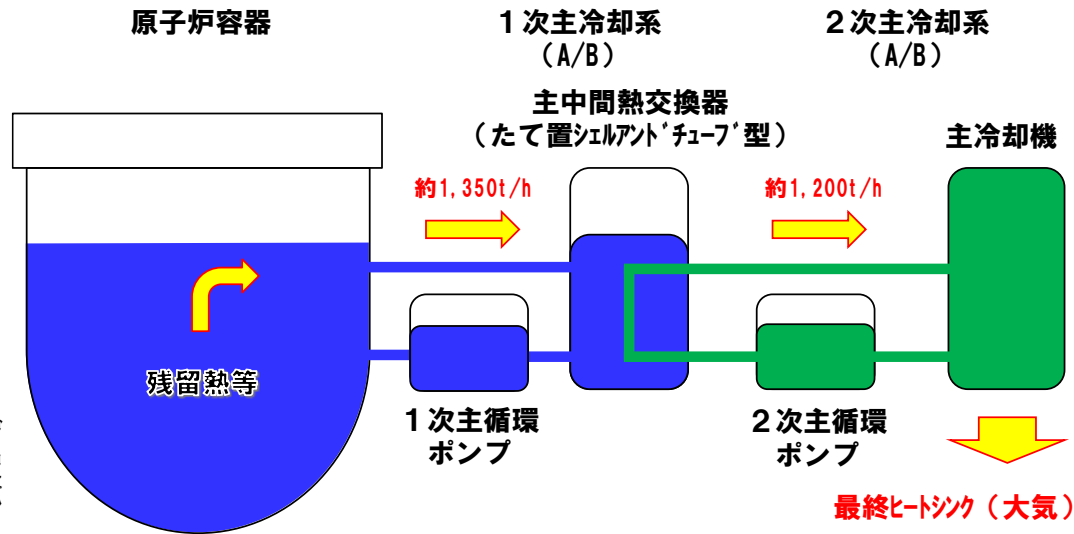 原子炉容器
１次主冷却系
（A/B）
２次主冷却系
（A/B）
主中間熱交換器
（たて置ｼｪﾙｱﾝﾄﾞﾁｭｰﾌﾞ型）
主冷却機
約1,350t/h
約1,200t/h
残留熱等
１次主循環
ポンプ
２次主循環
ポンプ
最終ﾋｰﾄｼﾝｸ（大気）